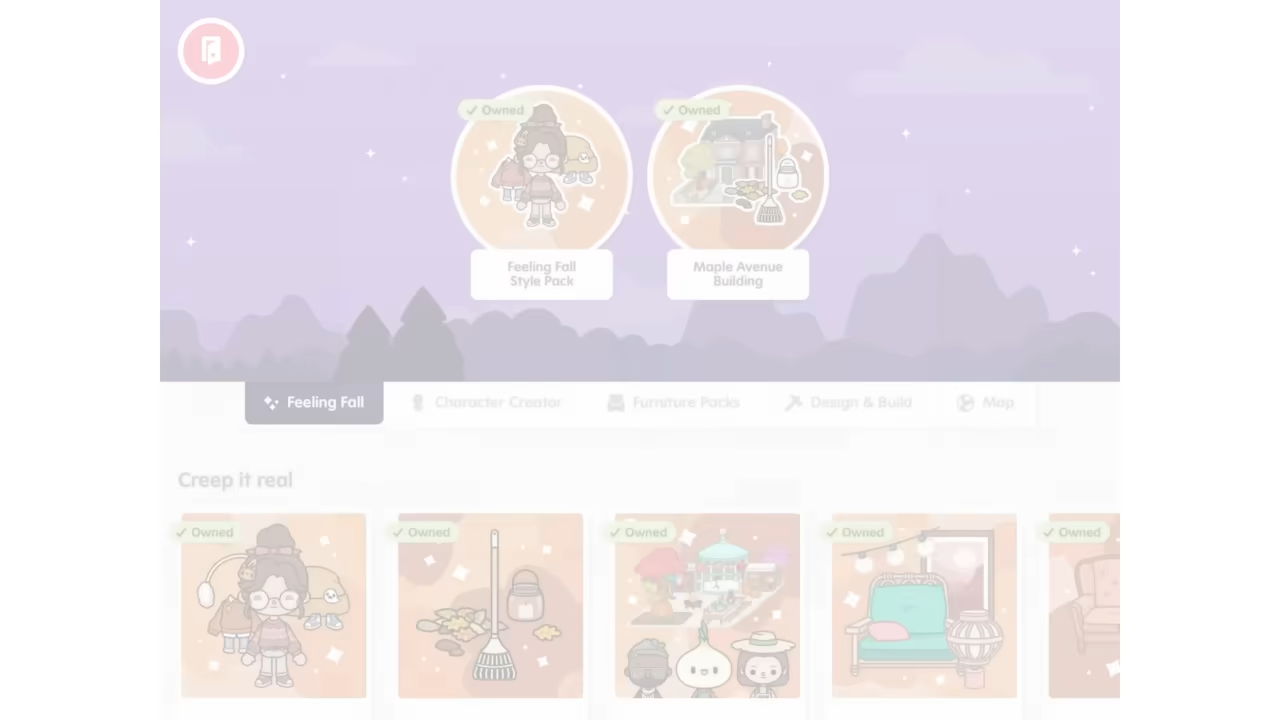 Owned
Owned
Feeling Fall
Style Pack
Maple Avenue
Building
Feeling Fall
Character Creator
Furniture Packs
Design & Build
Map
Creep it real
Owned
Owned
Owned
Owned
Owned